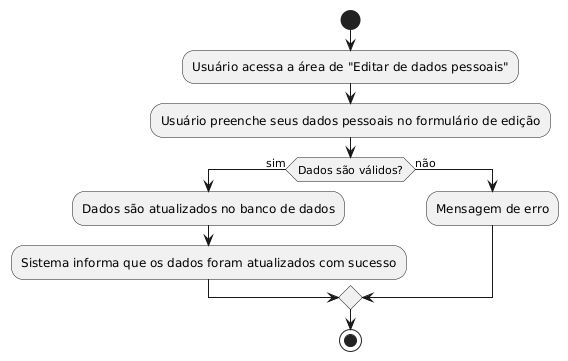 Usuário acessa a área de "Editar de dados pessoais"
Usuário preenche seus dados pessoais no formulário de edição
sim
Dados são válidos?
não
Dados são atualizados no banco de dados
Mensagem de erro
Sistema informa que os dados foram atualizados com sucesso